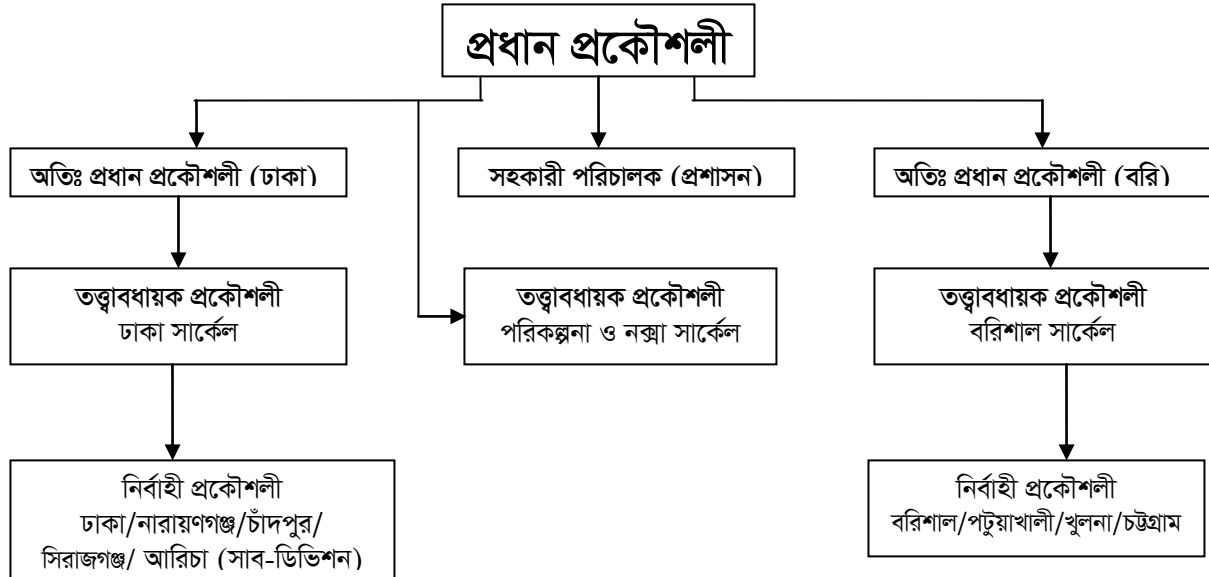 প্রধান প্রকৌশলী
অতিঃ প্রধান প্রকৌশলী (ঢাকা)
সহকারী পরিচালক (প্রশাসন)
অতিঃ প্রধান প্রকৌশলী (বরি)
তত্ত্বাবধায়ক প্রকৌশলী
ঢাকা সার্কেল
তত্ত্বাবধায়ক প্রকৌশলী
পরিকল্পনা ও নক্সা সার্কেল
তত্ত্বাবধায়ক প্রকৌশলী
বরিশাল সার্কেল
নির্বাহী প্রকৌশলী
ঢাকা/নারায়ণগঞ্জ/চাঁদপুর/
সিরাজগঞ্জ/ আরিচা (সাব-ডিভিশন)
নির্বাহী প্রকৌশলী
বরিশাল/পটুয়াখালী/খুলনা/চট্টগ্রাম